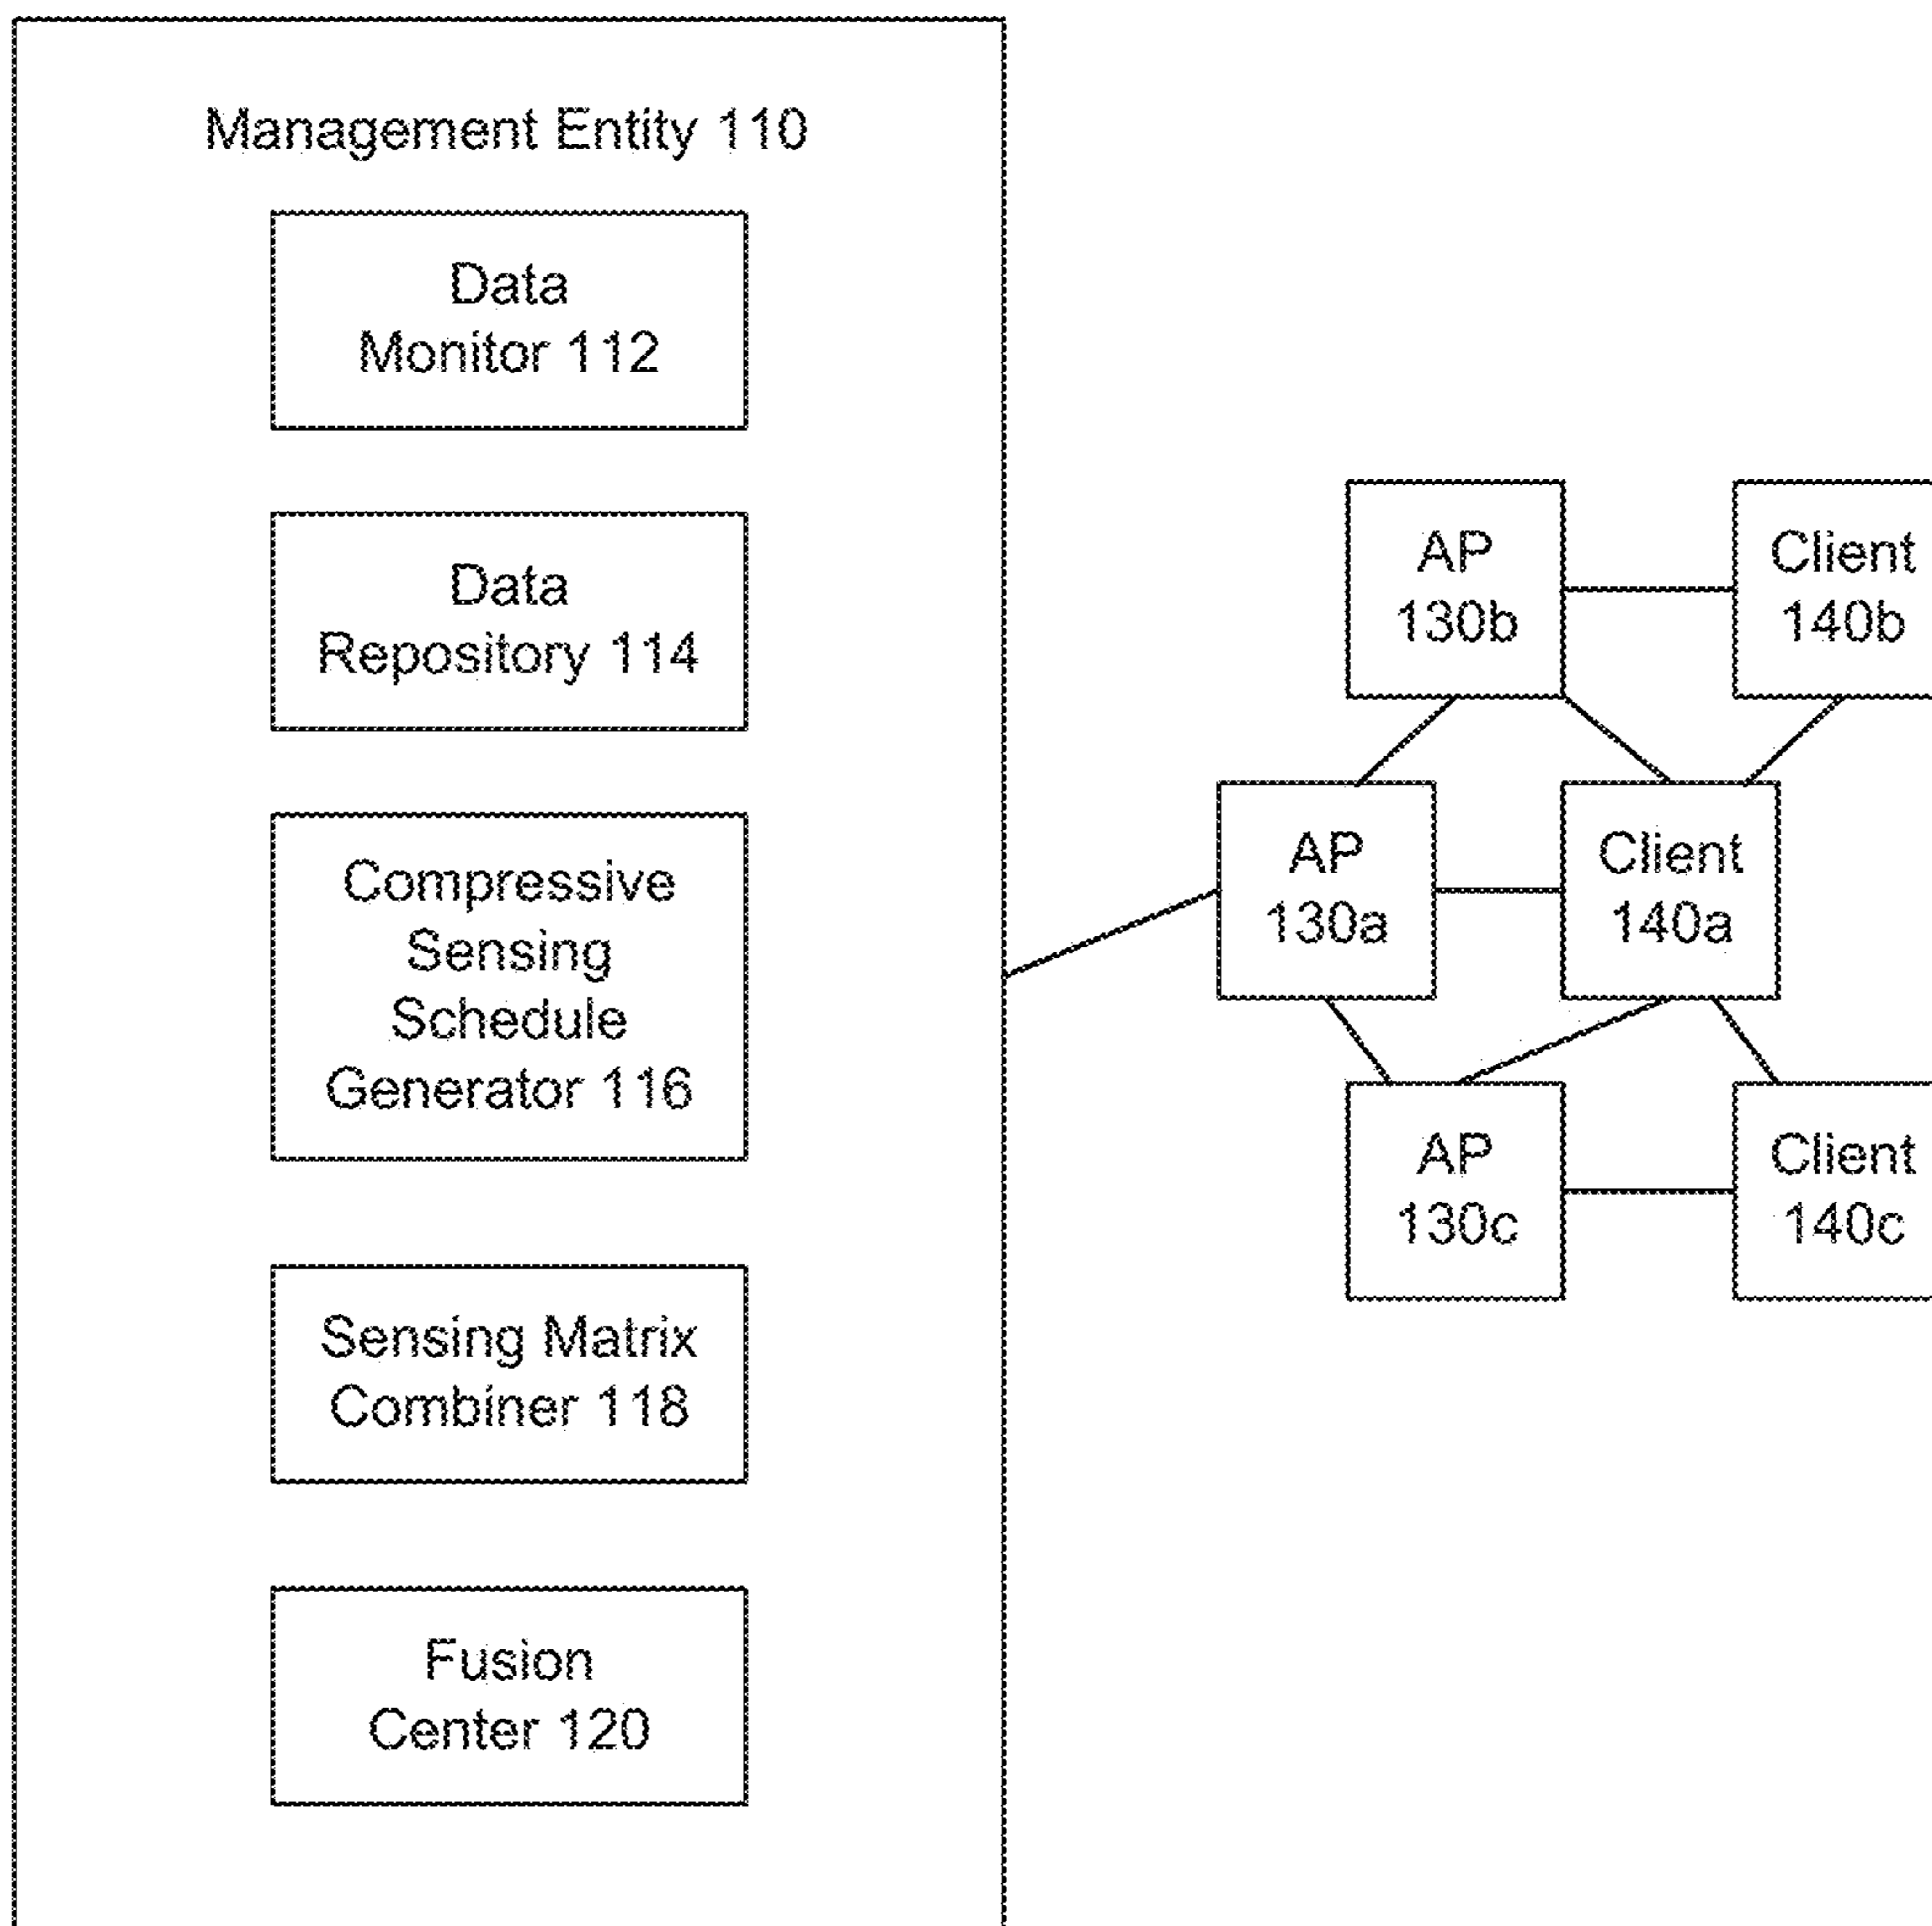 Management Entity 110
Data
Monitor 112
Data
Repository 114
Compressive
Sensing
Schedule
Generator 116
Sensing Matrix
Combiner 118
Fusion
Center 120
AP
130b
Client
140b
AP
130a
Client
140a
AP
130c
Client
140c